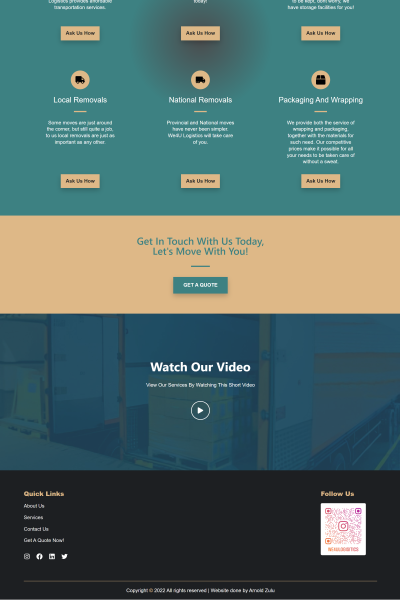 Logistics provides affordable
transportation services.
today!
to be kept, dont worry, we
have storage facilities for you!
Ask Us How
Ask Us How
Ask Us How
Local Removals
National Removals
Packaging And Wrapping
Some moves are just around
the corner, but still quite a job,
to us local removals are just as
important as any other.
Provincial and National moves
have never been simpler.
We4U Logistics will take care
of you.
We provide both the service of
wrapping and packaging,
together with the materials for
such need. Our competitive
prices make it possible for all
your needs to be taken care of
without a sweat.
Ask Us How
Ask Us How
Ask Us How
Get In Touch With Us Today,
Let's Move With You!
GET A QUOTE
Watch Our Video
View Our Services By Watching This Short Video
Quick Links
About Us
Services
Contact Us
Get A Quote Now!
Follow Us
WE4ULOGISTICS
Copyright © 2022 All rights reserved | Website done by Arnold Zulu